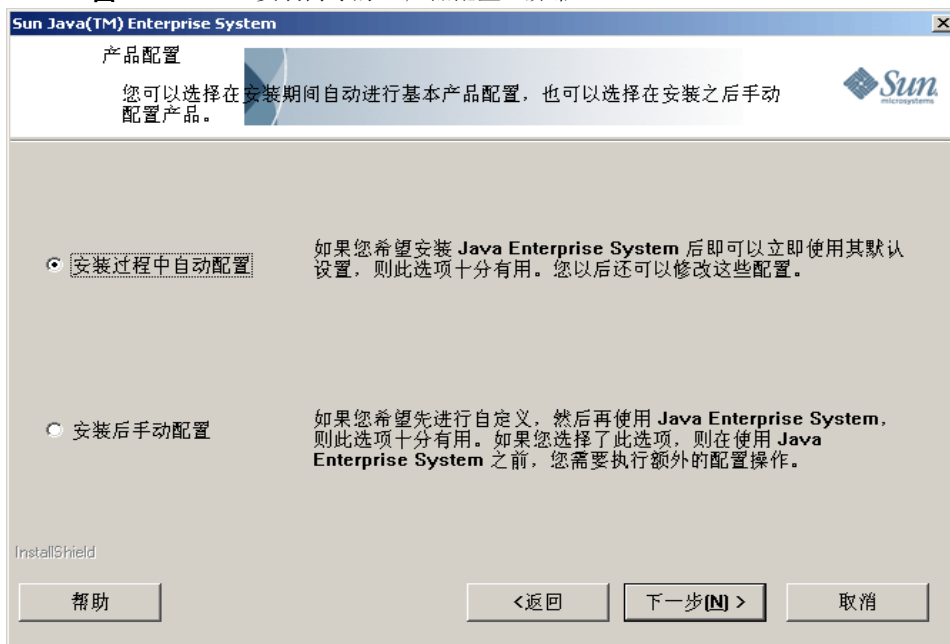 Sun Java(TM) Enterprise System
产品配置
您可以选择在安装期间自动进行基本产品配置，也可以选择在安装之后手动
配置产品。
Sun
microsystems
安装过程中自动配置
如果您希望安装 Java Enterprise System 后即可以立即使用其默认
设置，则此选项十分有用。您以后还可以修改这些配置。
安装后手动配置
如果您希望先进行自定义，然后再使用 Java Enterprise System，
则此选项十分有用。如果您选择了此选项，则在使用 Java
Enterprise System 之前，您需要执行额外的配置操作。
InstallShield
帮助
<返回
下一步(N) >
取消